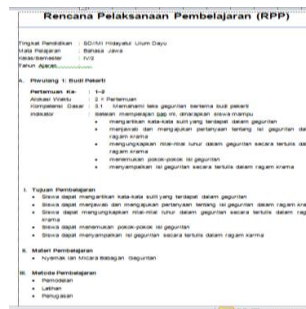 Rencana Pelaksanaan Pembelajaran (RPP)
Tingkat Pendidikan : SD/MI Hidayatul Ulum Dayu
Mata Pelajaran : Bahasa Jawa
Kelas/Semester : IV/2
Tahun Ajaran
A. Piwulang 1: Budi Pekerti
Pertemuan Ke : 1-2
Alokasi Waktu : 2 x Pertemuan
Kompetensi Dasar : 3.1 Memahami teks geguritan bertema budi pekerti
Indikator : Setelah mempelajari bab ini, diharapkan siswa mampu
• mengartikan kata-kata sulit yang terdapat dalam geguritan
• menjawab dan mengajukan pertanyaan tentang isi geguritan dalam
ragam krama
• mengungkapkan nilai-nilai luhur dalam geguritan secara tertulis dalam
ragam krama
• menemukan pokok-pokok isi geguritan
• menyampaikan isi geguritan secara tertulis dalam ragam krama
I. Tujuan Pembelajaran
• Siswa dapat mengartikan kata-kata sulit yang terdapat dalam geguritan
• Siswa dapat menjawab dan mengajukan pertanyaan tentang isi geguritan dalam ragam krama
• Siswa dapat mengungkapkan nilai-nilai luhur dalam geguritan secara tertulis dalam ragam
krama
• Siswa dapat menemukan pokok-pokok isi geguritan
• Siswa dapat menyampaikan isi geguritan secara tertulis dalam ragam karma
II. Materi Pembelajaran
• Nyemak lan Micara Babagan Geguritan
III. Metode Pembelajaran
• Pemodelan
• Latihan
• Penugasan